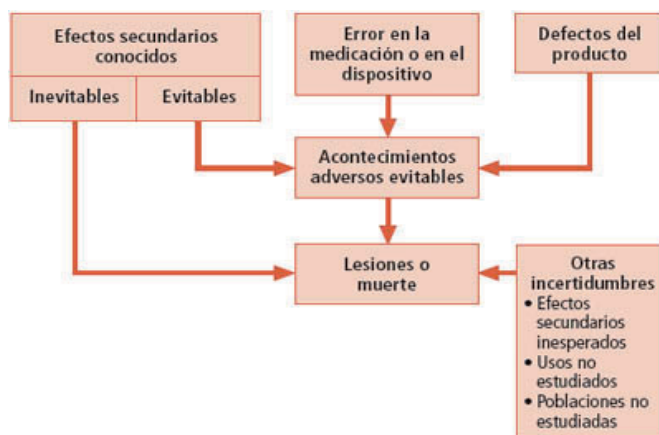 Efectos secundarios
conocidos
Inevitables
Evitables
Error en la
medicación o en el
dispositivo
Defectos del
producto
Acontecimientos
adversos evitables
Lesiones o
muerte
Otras
incertidumbres
• Efectos
secundarios
inesperados
• Usos no
estudiados
• Poblaciones no
estudiadas